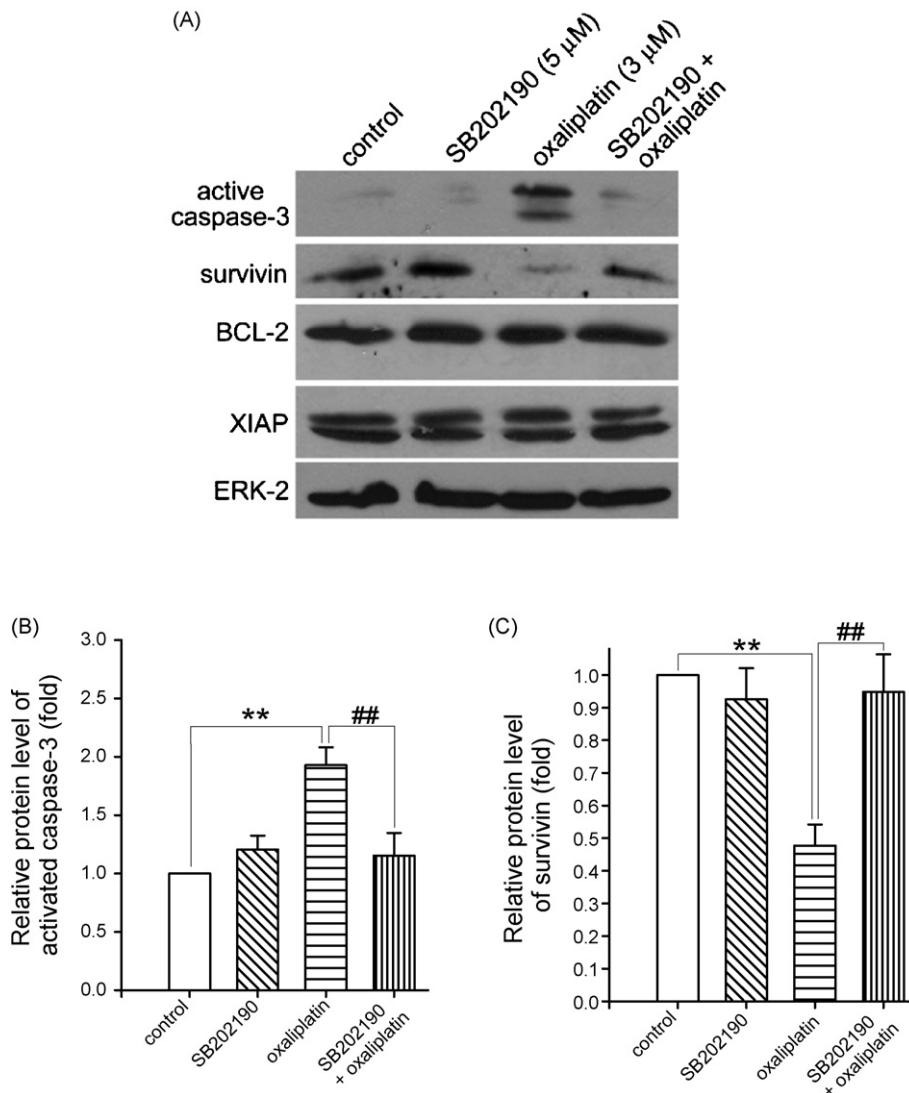 (A)
control
SB202190 (5 µM)
oxaliplatin (3 µM)
SB202190 +
oxaliplatin
active
caspase-3
survivin
BCL-2
XIAP
ERK-2
(B)
Relative protein level of
activated caspase-3 (fold)
3.0
2.5
2.0
1.5
1.0
0.5
0.0
**
##
control
SB202190
oxaliplatin
SB202190
+ oxaliplatin
(C)
Relative protein level
of survivin (fold)
1.0
0.9
0.8
0.7
0.6
0.5
0.4
0.3
0.2
0.1
0.0
**
##
control
SB202190
oxaliplatin
SB202190
+ oxaliplatin